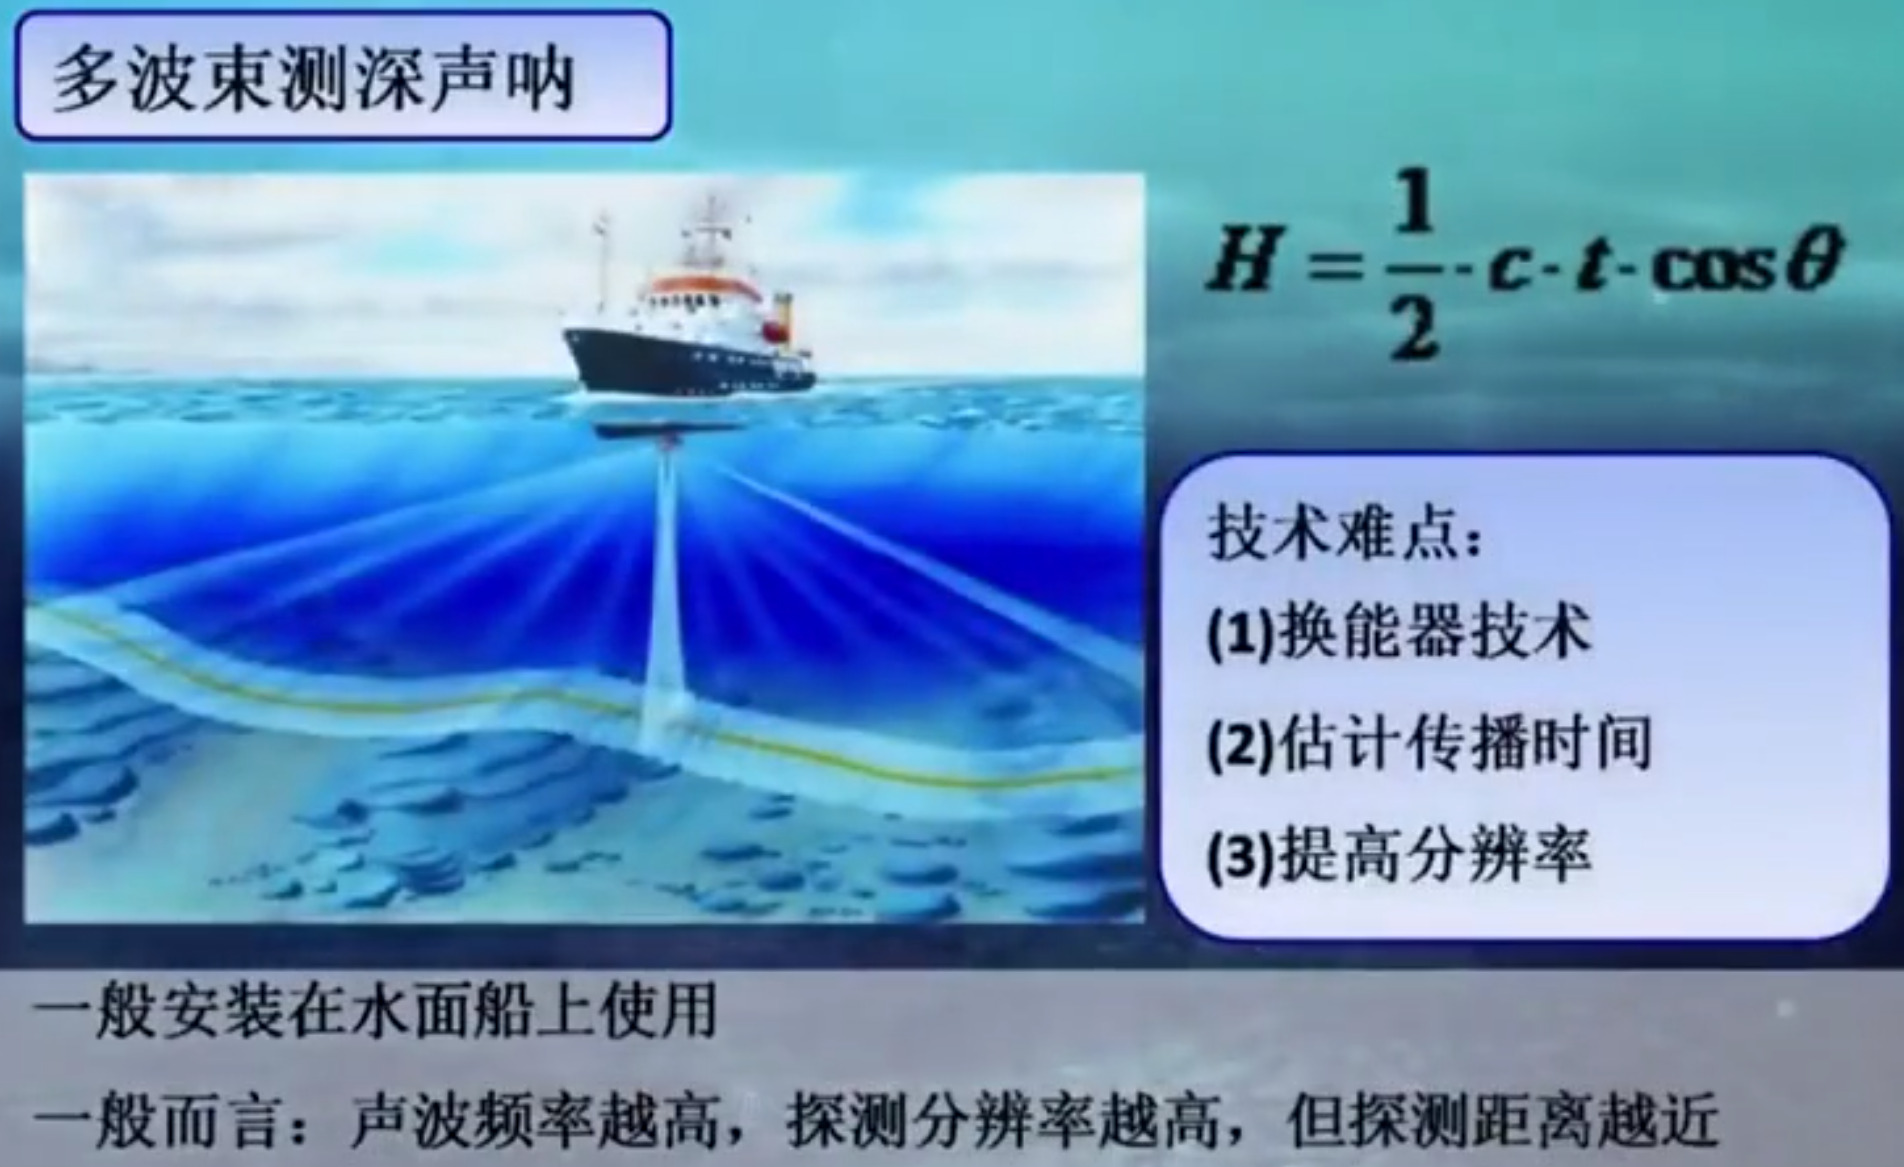 多波束测深声呐
H = 1/2 · c · t · cosθ
技术难点：
(1)换能器技术
(2)估计传播时间
(3)提高分辨率
一般安装在水面船上使用
一般而言：声波频率越高，探测分辨率越高，但探测距离越近